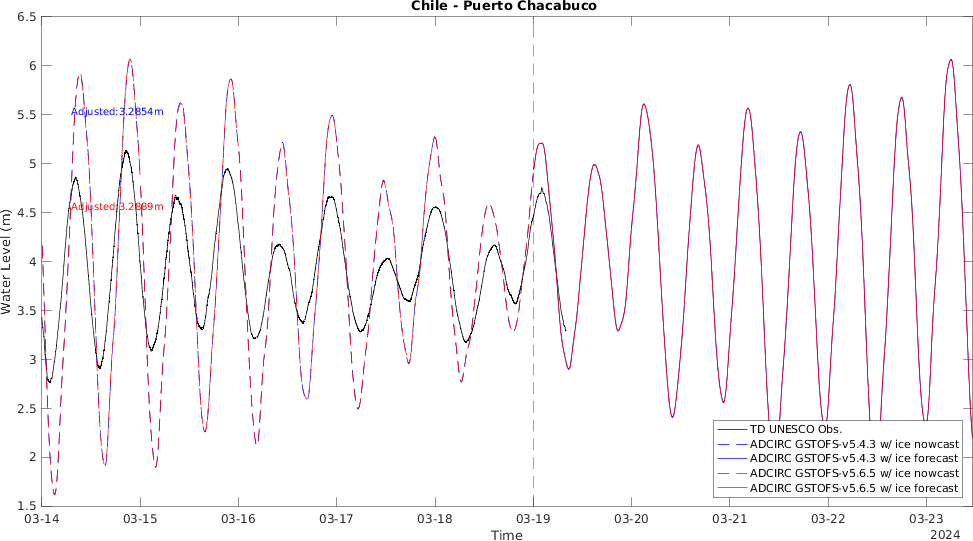 Chile - Puerto Chacabuco
6.5
6
5.5
5
4.5
4
3.5
3
2.5
2
1.5
Water Level (m)
Adjusted:3.2854m
Adjusted:3.2889m
TD UNESCO Obs.
ADCIRC GSTOFS-v5.4.3 w/ ice nowcast
ADCIRC GSTOFS-v5.4.3 w/ ice forecast
ADCIRC GSTOFS-v5.6.5 w/ ice nowcast
ADCIRC GSTOFS-v5.6.5 w/ ice forecast
03-14 03-15 03-16 03-17 03-18 03-19 03-20 03-21 03-22 03-23
Time
2024